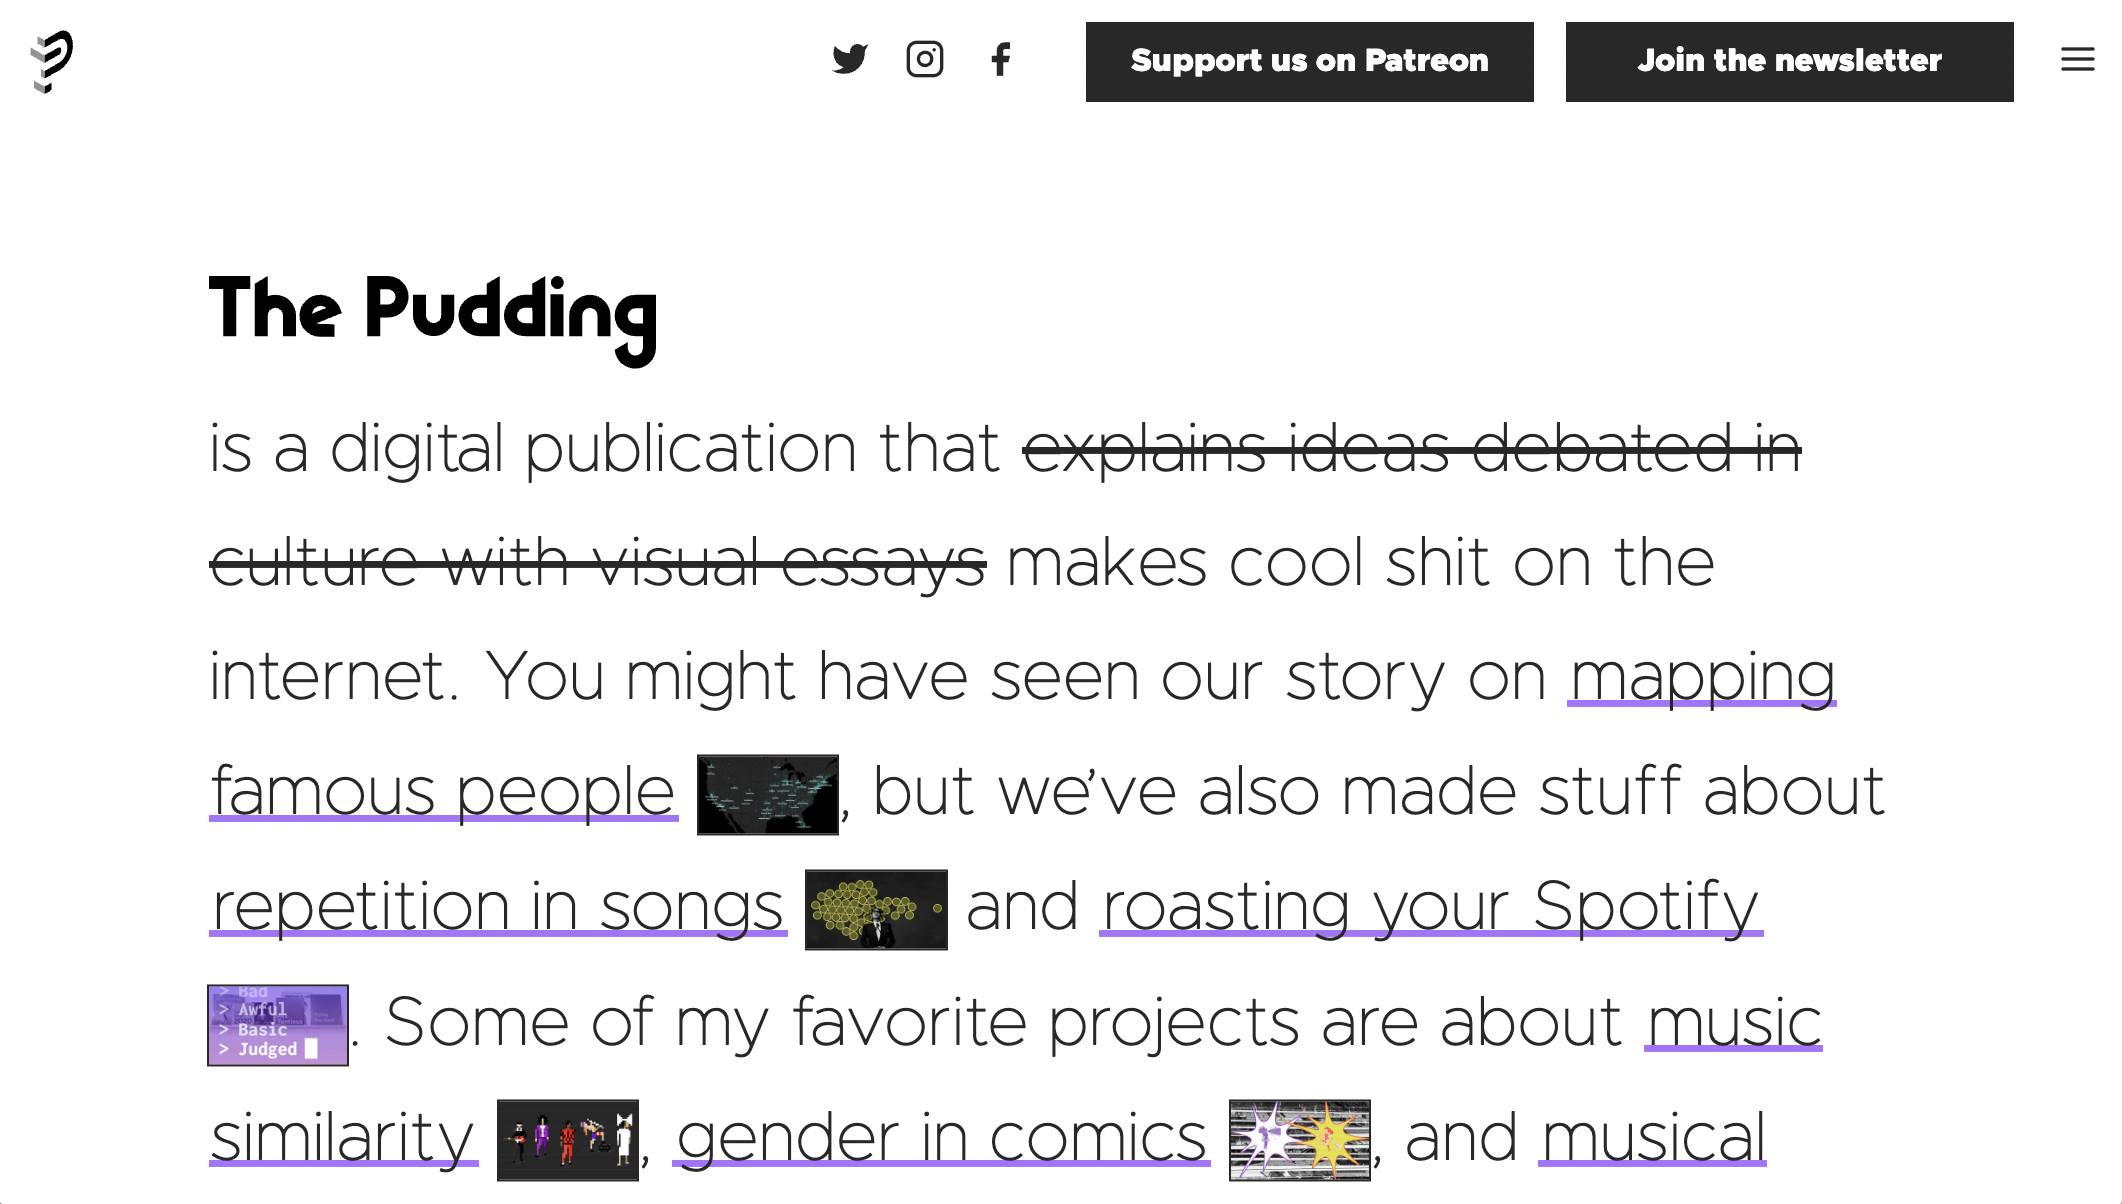 Support us on Patreon
Join the newsletter
The Pudding
is a digital publication that explains ideas debated in
culture with visual essays makes cool shit on the
internet. You might have seen our story on mapping
famous people , but we’ve also made stuff about
repetition in songs and roasting your Spotify
> Bad
> Awful
> Basic
> Judged
. Some of my favorite projects are about music
similarity , gender in comics , and musical